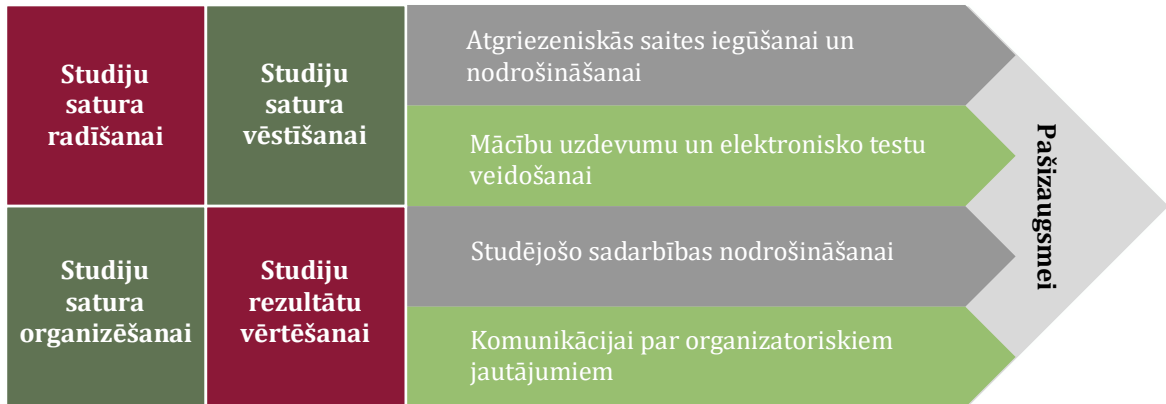 Studiju
satura
radīšanai
Studiju
satura
vēstīšanai
Atgriezeniskās saites iegūšanai un
nodrošināšanai
Mācību uzdevumu un elektronisko testu
veidošanai
Studiju
satura
organizēšanai
Studiju
rezultātu
vērtēšanai
Studējošo sadarbības nodrošināšanai
Komunikācijai par organizatoriskiem
jautājumiem
Pašizaugsmei